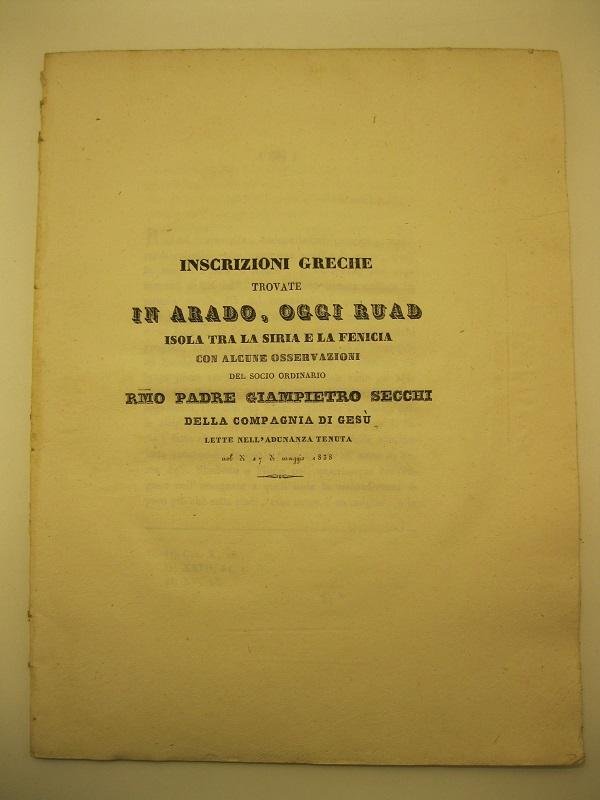 INSCRIZIONI GRECHE
TROVATE
IN ARADO, OGGI RUAD
ISOLA TRA LA SIRIA E LA FENICIA
CON ALCUNE OSSERVAZIONI
DEL SOCIO ORDINARIO
RMO PADRE GIAMPIETRO SECCHI
DELLA COMPAGNIA DI GESÙ
LETTE NELL'ADUNANZA TENUTA
nel dì 17 di maggio 1838